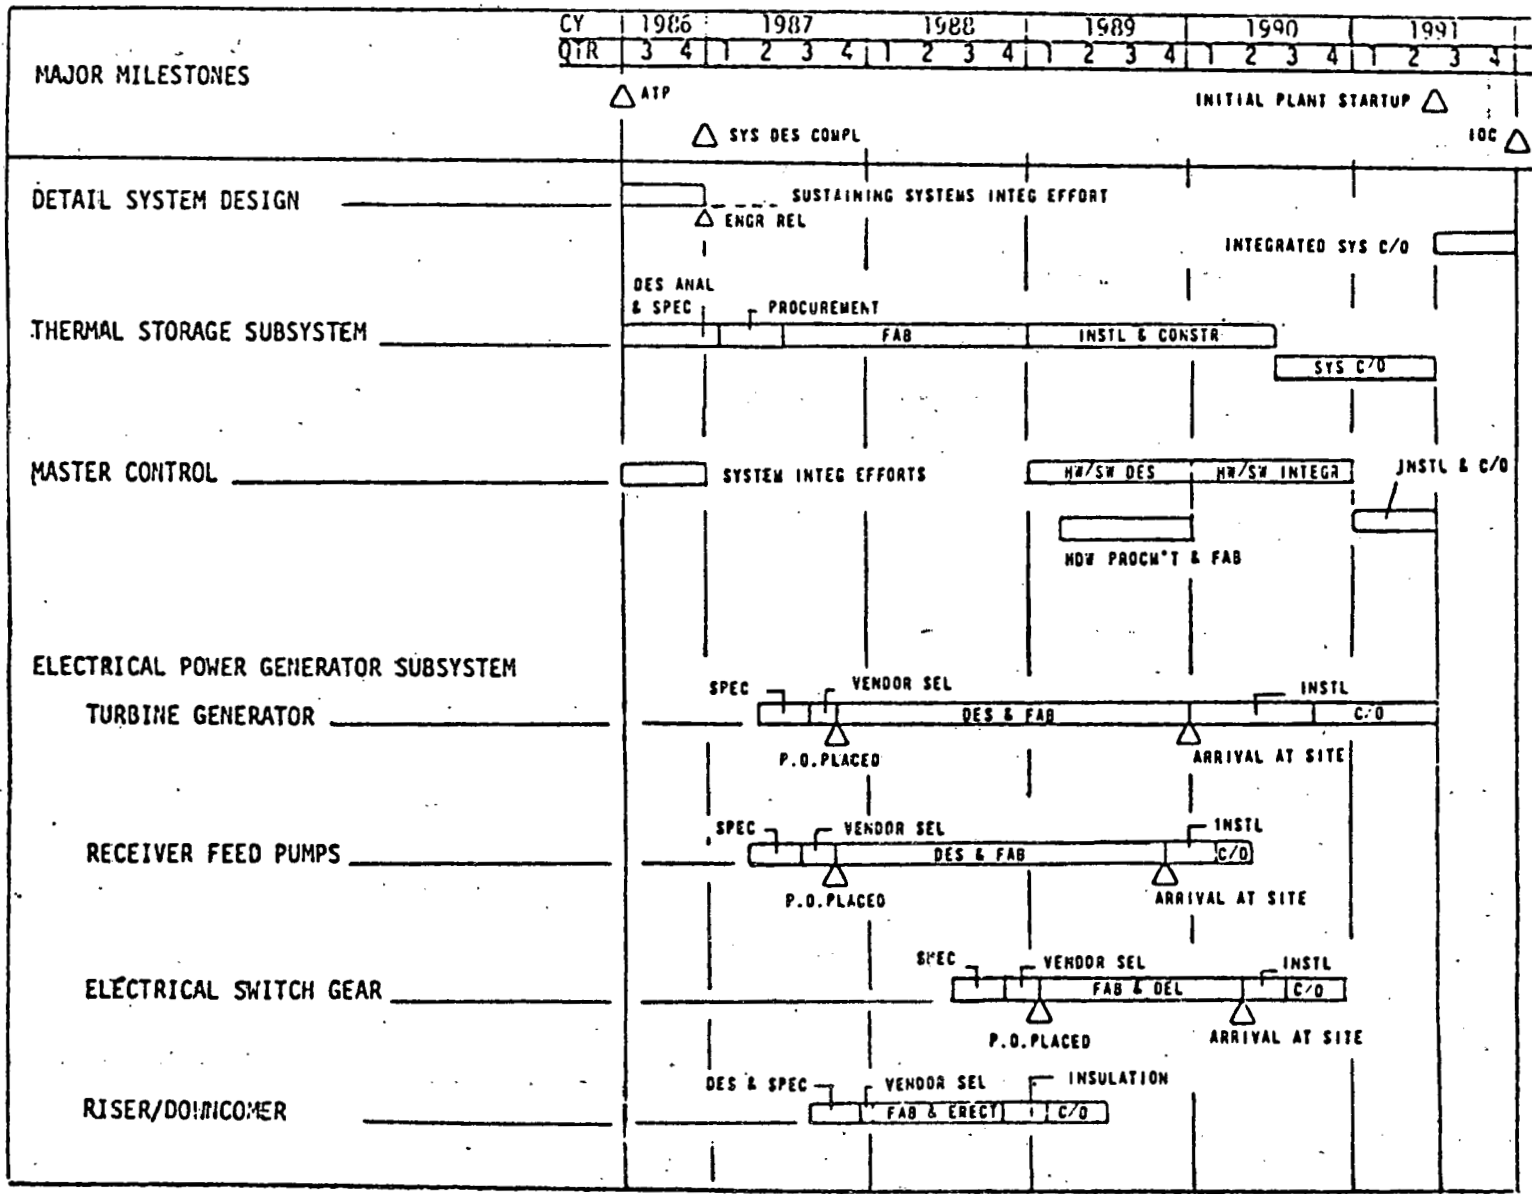 CY 1986 1987 1988 1989 1990 1991
QTR 3 4 1 2 3 4 1 2 3 4 1 2 3 4 1 2 3 4 1 2 3 4
MAJOR MILESTONES
ATP
INITIAL PLANT STARTUP
SYS DES COMPL
IOC
DETAIL SYSTEM DESIGN
SUSTAINING SYSTEMS INTEG EFFORT
ENGR REL
INTEGRATED SYS C/O
DES ANAL
& SPEC
PROCUREMENT
THERMAL STORAGE SUBSYSTEM
FAB
INSTL & CONSTR
SYS C/O
MASTER CONTROL
SYSTEM INTEG EFFORTS
HW/SW DES
HW/SW INTEGR
INSTL & C/O
HDW PROCM'T & FAB
ELECTRICAL POWER GENERATOR SUBSYSTEM
SPEC
VENDOR SEL
INSTL
TURBINE GENERATOR
DES & FAB
C/O
P.O.PLACED
ARRIVAL AT SITE
SPEC
VENDOR SEL
INSTL
RECEIVER FEED PUMPS
DES & FAB
C/O
P.O.PLACED
ARRIVAL AT SITE
SPEC
VENDOR SEL
INSTL
ELECTRICAL SWITCH GEAR
FAB & DEL
C/O
P.O.PLACED
ARRIVAL AT SITE
DES & SPEC
VENDOR SEL
INSULATION
RISER/DOWNCOMER
FAB & ERECT
C/O